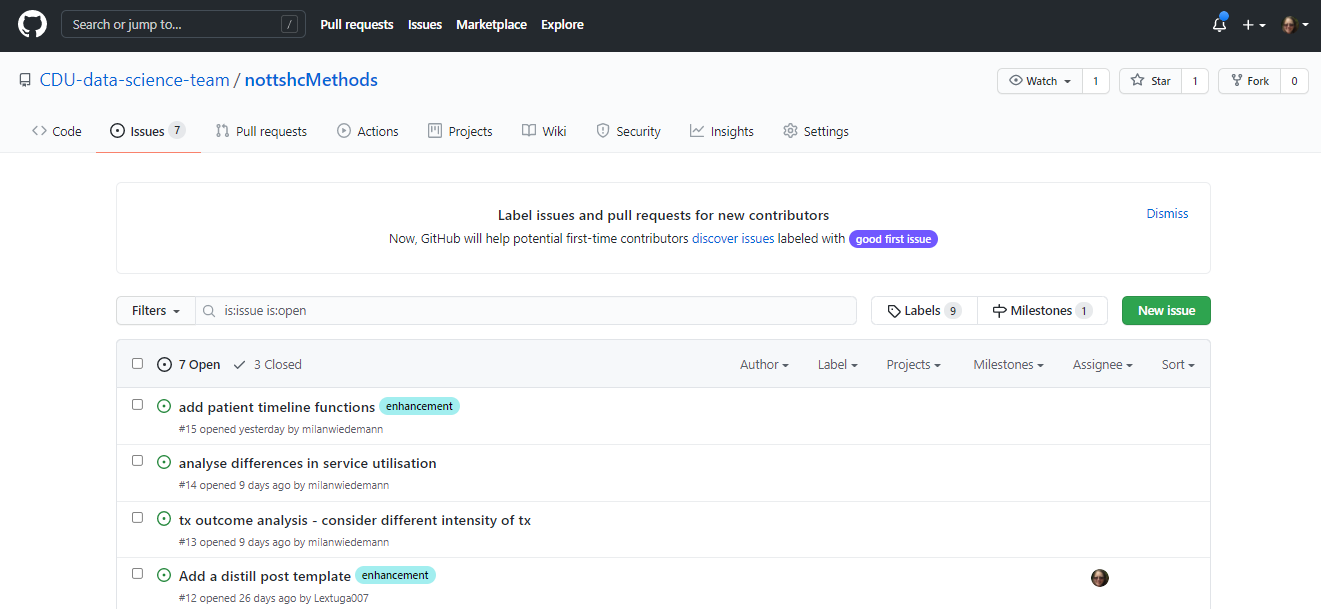 Search or jump to... / Pull requests Issues Marketplace Explore
CDU-data-science-team / nottshcMethods Watch 1 Star 1 Fork 0
Code Issues 7 Pull requests Actions Projects Wiki Security Insights Settings
Label issues and pull requests for new contributors Dismiss
Now, GitHub will help potential first-time contributors discover issues labeled with good first issue
Filters is:issue is:open Labels 9 Milestones 1 New issue
7 Open 3 Closed Author Label Projects Milestones Assignee Sort
add patient timeline functions enhancement
#15 opened yesterday by milanwiedemann
analyse differences in service utilisation
#14 opened 9 days ago by milanwiedemann
tx outcome analysis - consider different intensity of tx
#13 opened 9 days ago by milanwiedemann
Add a distill post template enhancement
#12 opened 26 days ago by Lextuga007